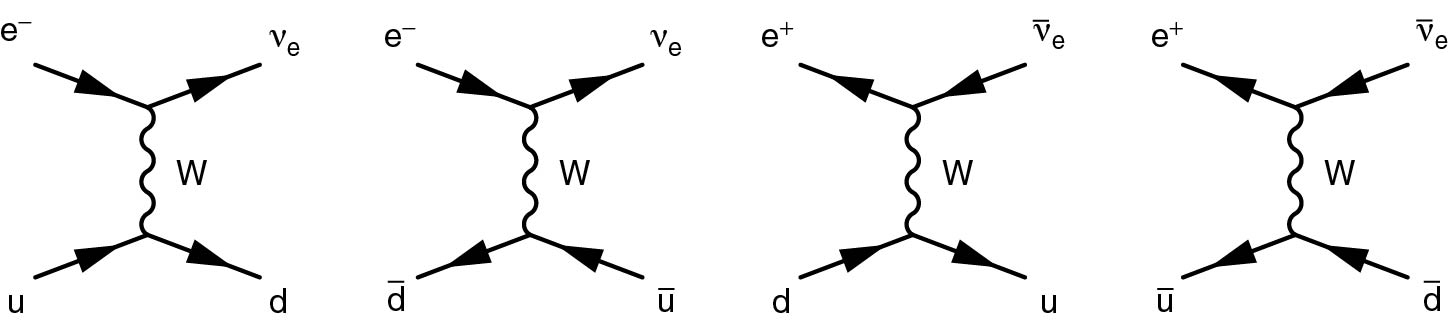 e⁻ νₑ e⁻ νₑ e⁺ ν̅ₑ e⁺ ν̅ₑ
W W W W
u d d̅ u̅ d u u̅ d̅